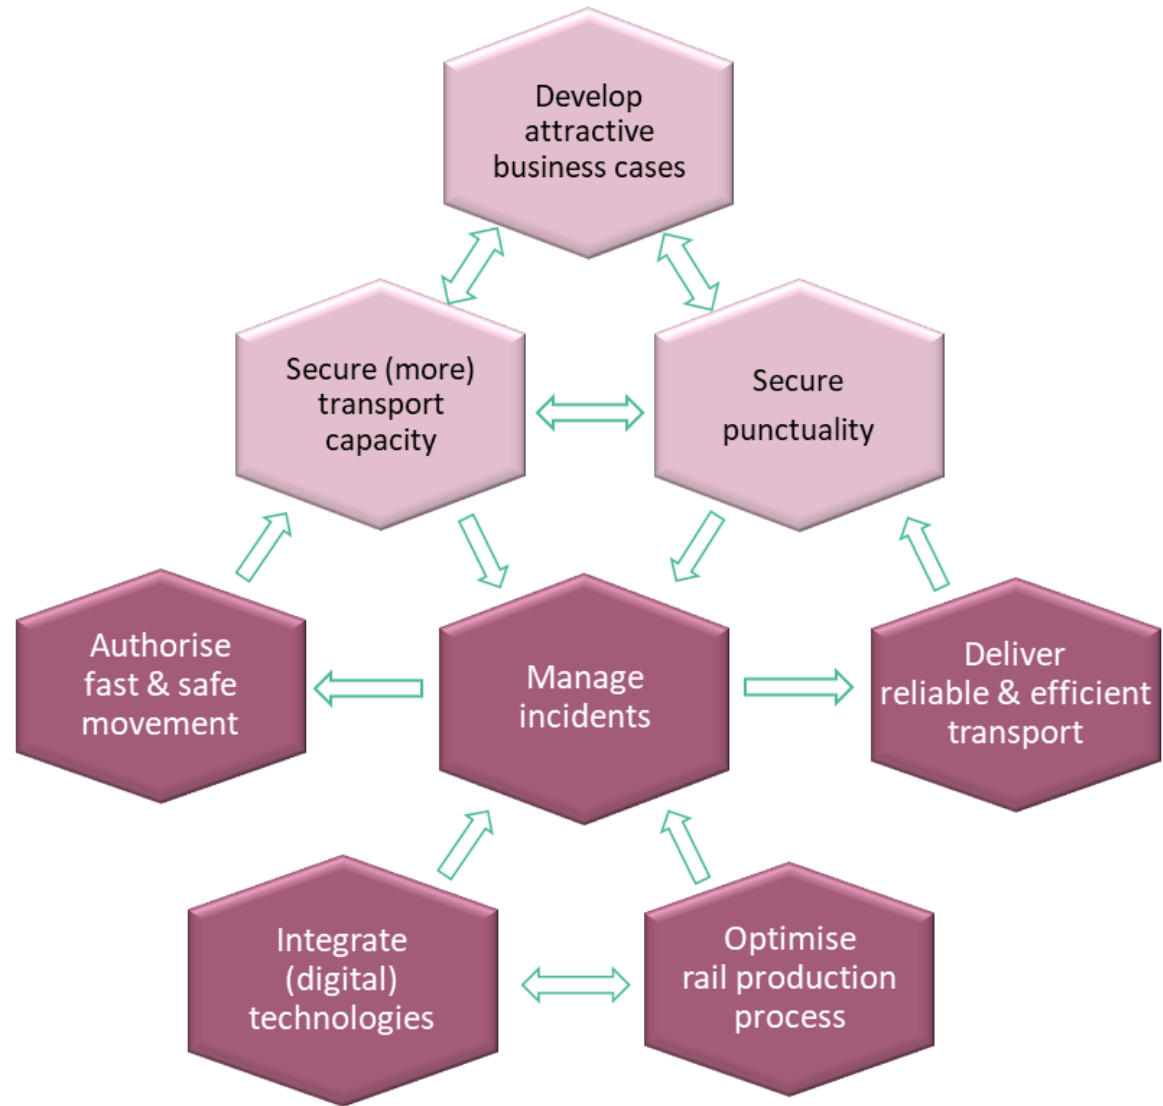 Develop
attractive
business cases
Secure (more)
transport
capacity
Secure
punctuality
Authorise
fast & safe
movement
Manage
incidents
Deliver
reliable & efficient
transport
Integrate
(digital)
technologies
Optimise
rail production
process